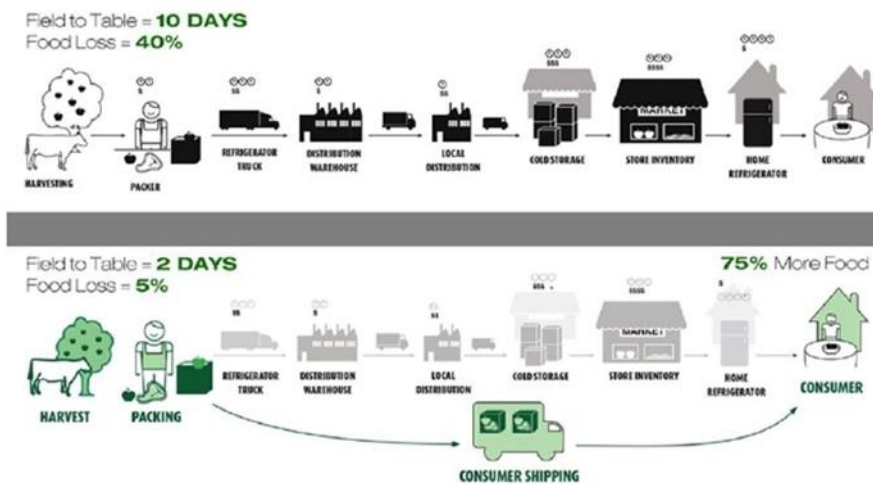 Field to Table = 10 DAYS
Food Loss = 40%
HARVESTING
PACKER
REFRIGERATOR
TRUCK
DISTRIBUTION
WAREHOUSE
LOCAL
DISTRIBUTION
COLD STORAGE
MARKET
STORE INVENTORY
HOME
REFRIGERATOR
CONSUMER
Field to Table = 2 DAYS
Food Loss = 5%
75% More Food
HARVEST
PACKING
REFRIGERATOR
TRUCK
DISTRIBUTION
WAREHOUSE
LOCAL
DISTRIBUTION
COLD STORAGE
MARKET
STORE INVENTORY
HOME
REFRIGERATOR
CONSUMER
CONSUMER SHIPPING